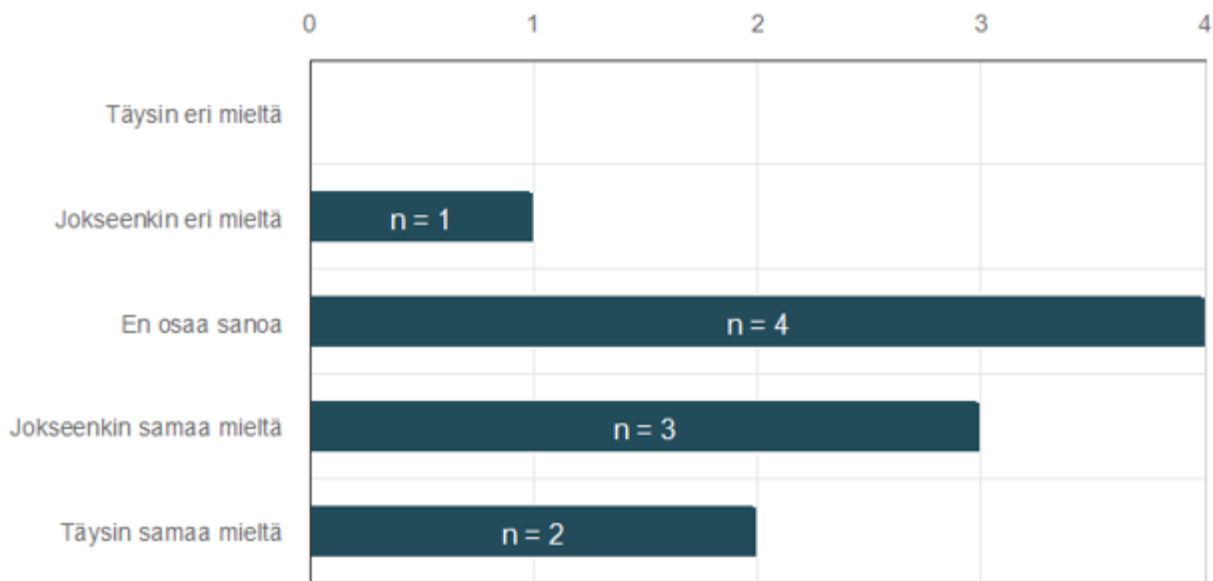 0 1 2 3 4
Täysin eri mieltä
Jokseenkin eri mieltä
n = 1
En osaa sanoa
n = 4
Jokseenkin samaa mieltä
n = 3
Täysin samaa mieltä
n = 2